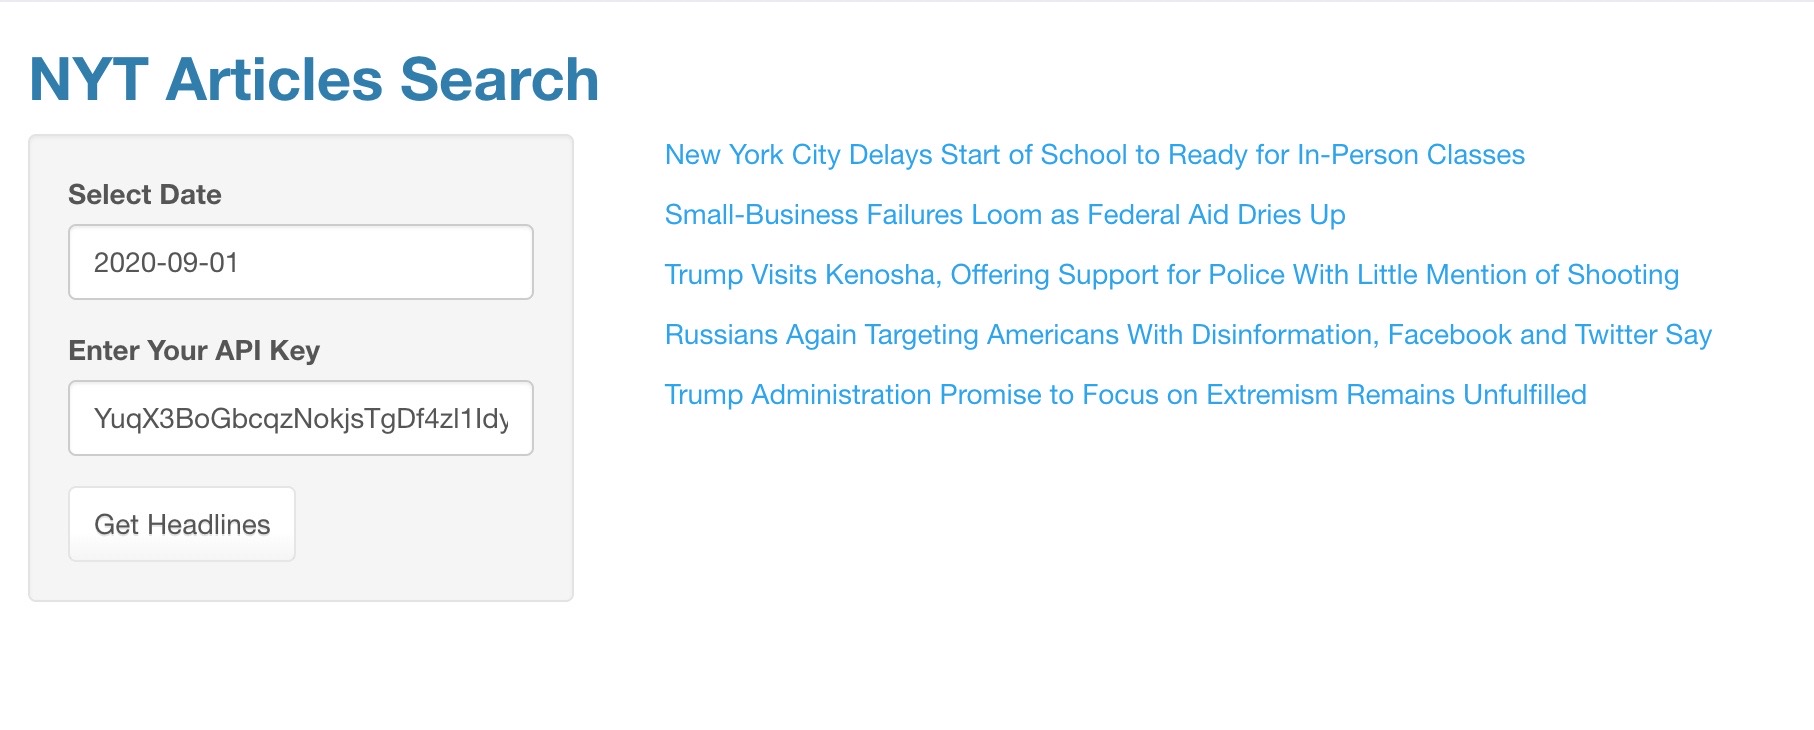 NYT Articles Search
Select Date
2020-09-01
Enter Your API Key
Get Headlines
New York City Delays Start of School to Ready for In-Person Classes
Small-Business Failures Loom as Federal Aid Dries Up
Trump Visits Kenosha, Offering Support for Police With Little Mention of Shooting
Russians Again Targeting Americans With Disinformation, Facebook and Twitter Say
Trump Administration Promise to Focus on Extremism Remains Unfulfilled